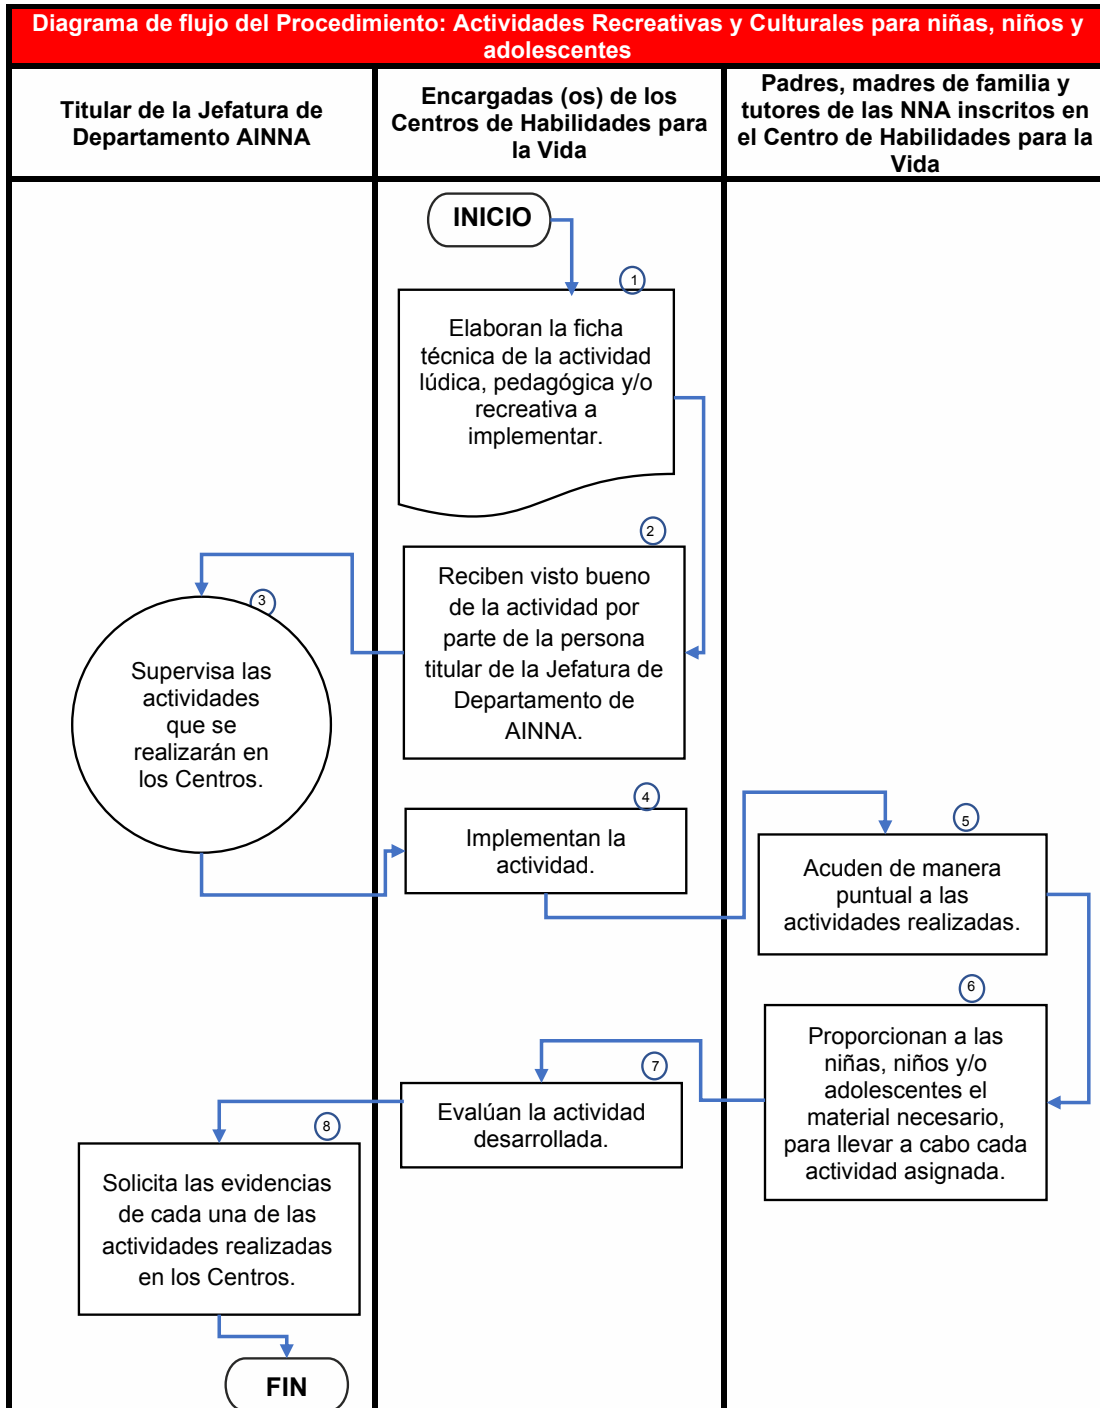 Diagrama de flujo del Procedimiento: Actividades Recreativas y Culturales para niñas, niños y
adolescentes
Titular de la Jefatura de
Departamento AINNA
Encargadas (os) de los
Centros de Habilidades para
la Vida
Padres, madres de familia y
tutores de las NNA inscritos en
el Centro de Habilidades para la
Vida
INICIO
1
Elaboran la ficha
técnica de la actividad
lúdica, pedagógica y/o
recreativa a
implementar.
2
Reciben visto bueno
de la actividad por
parte de la persona
titular de la Jefatura de
Departamento de
AINNA.
3
Supervisa las
actividades
que se
realizarán en
los Centros.
4
Implementan la
actividad.
5
Acuden de manera
puntual a las
actividades realizadas.
6
Proporcionan a las
niñas, niños y/o
adolescentes el
material necesario,
para llevar a cabo cada
actividad asignada.
7
Evalúan la actividad
desarrollada.
8
Solicita las evidencias
de cada una de las
actividades realizadas
en los Centros.
FIN